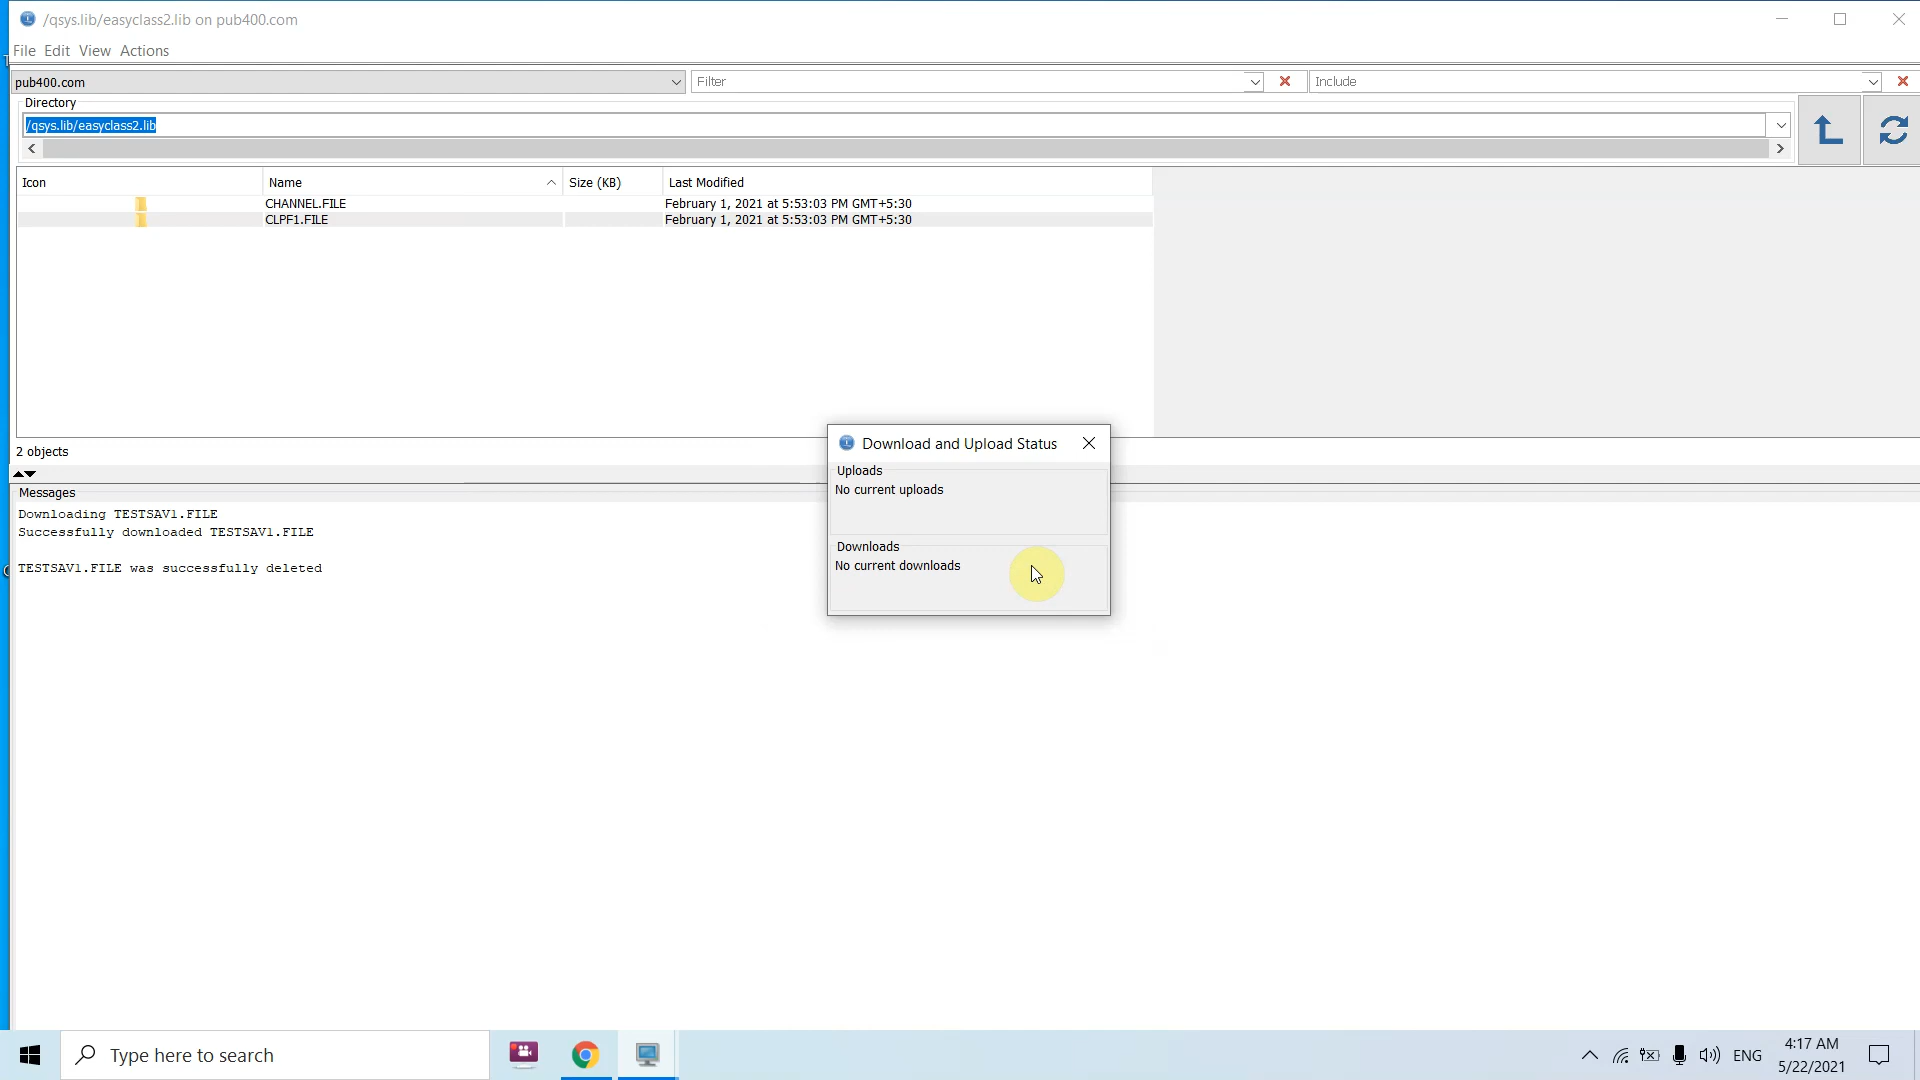 /qsys.lib/easyclass2.lib on pub400.com
File Edit View Actions
pub400.com
Filter
Include
Directory
/qsys.lib/easyclass2.lib
Icon Name Size (KB) Last Modified
CHANNEL.FILE February 1, 2021 at 5:53:03 PM GMT+5:30
CLPF1.FILE February 1, 2021 at 5:53:03 PM GMT+5:30
2 objects
Download and Upload Status
Uploads
No current uploads
Downloads
No current downloads
Messages
Downloading TESTSAV1.FILE
Successfully downloaded TESTSAV1.FILE
TESTSAV1.FILE was successfully deleted
Type here to search
ENG
4:17 AM
5/22/2021